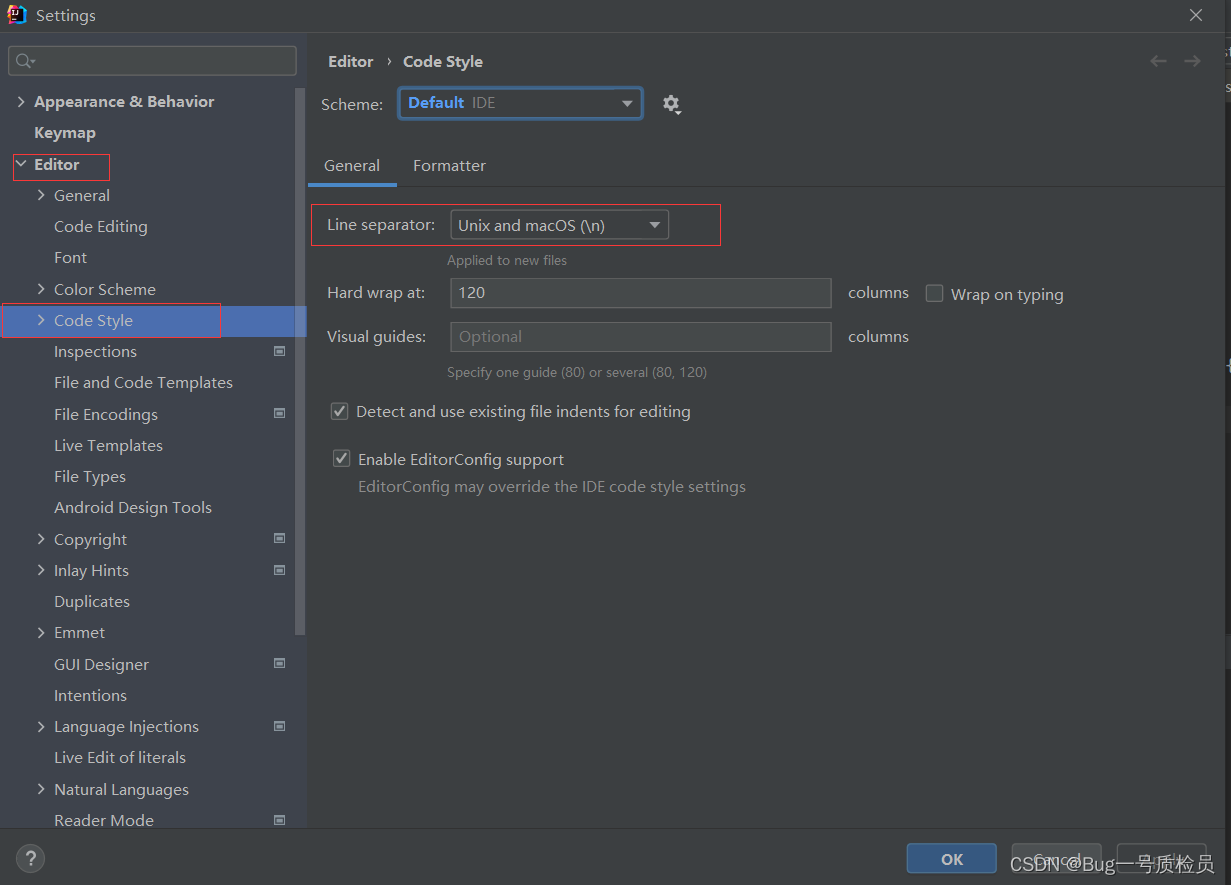 Settings
Appearance & Behavior
Keymap
Editor
General
Code Editing
Font
Color Scheme
Code Style
Inspections
File and Code Templates
File Encodings
Live Templates
File Types
Android Design Tools
Copyright
Inlay Hints
Duplicates
Emmet
GUI Designer
Intentions
Language Injections
Live Edit of literals
Natural Languages
Reader Mode
Editor › Code Style
Scheme: Default IDE
General Formatter
Line separator: Unix and macOS (\n)
Applied to new files
Hard wrap at: 120 columns Wrap on typing
Visual guides: Optional columns
Specify one guide (80) or several (80, 120)
Detect and use existing file indents for editing
Enable EditorConfig support
EditorConfig may override the IDE code style settings
? OK Cancel
CSDN @Bug一号质检员